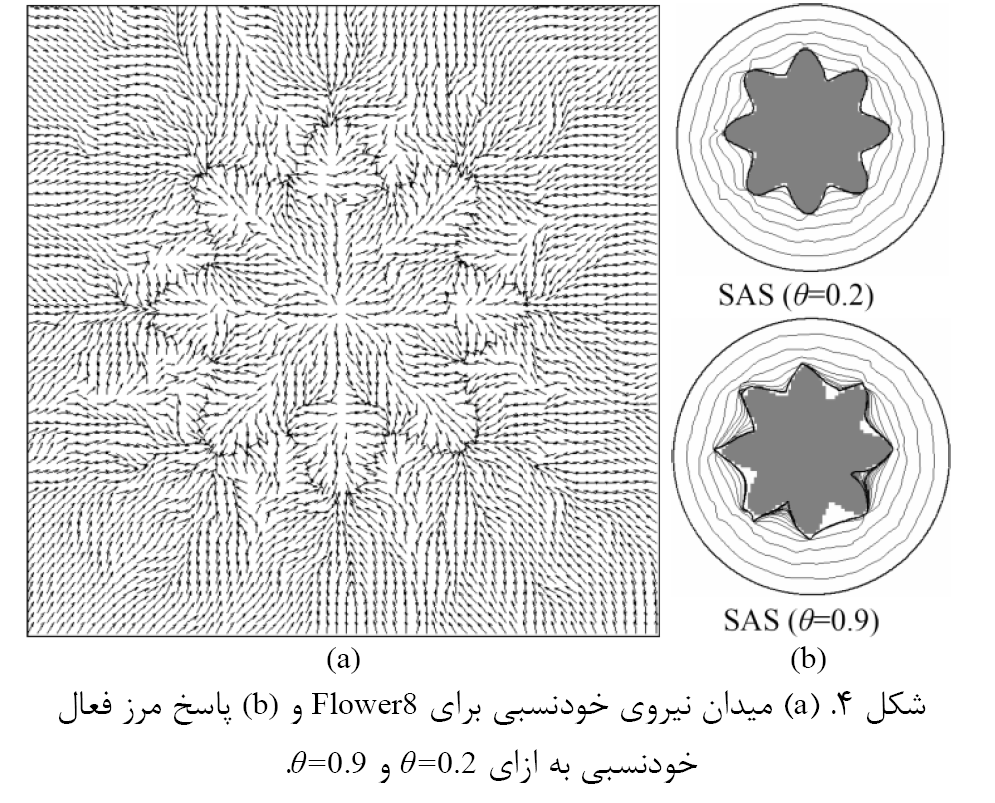 SAS (θ=0.2)
SAS (θ=0.9)
(a)
(b)
شکل ۴. (a) میدان نیروی خودنسبی برای Flower8 و (b) پاسخ مرز فعال
خودنسبی به ازای θ=0.2 و θ=0.9.